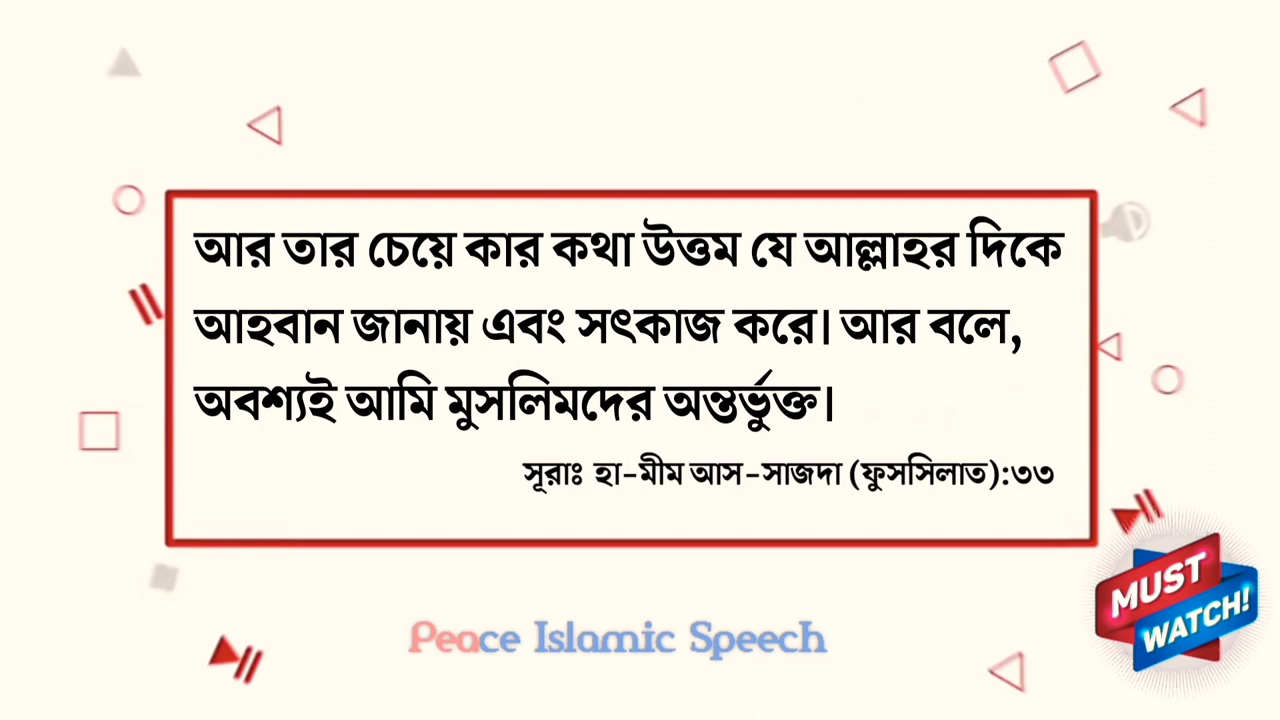 আর তার চেয়ে কার কথা উত্তম যে আল্লাহর দিকে
আহবান জানায় এবং সৎকাজ করে। আর বলে,
অবশ্যই আমি মুসলিমদের অন্তর্ভুক্ত।
সূরাঃ হা-মীম আস-সাজদা (ফুসসিলাত):৩৩
MUST
WATCH!
Peace Islamic Speech